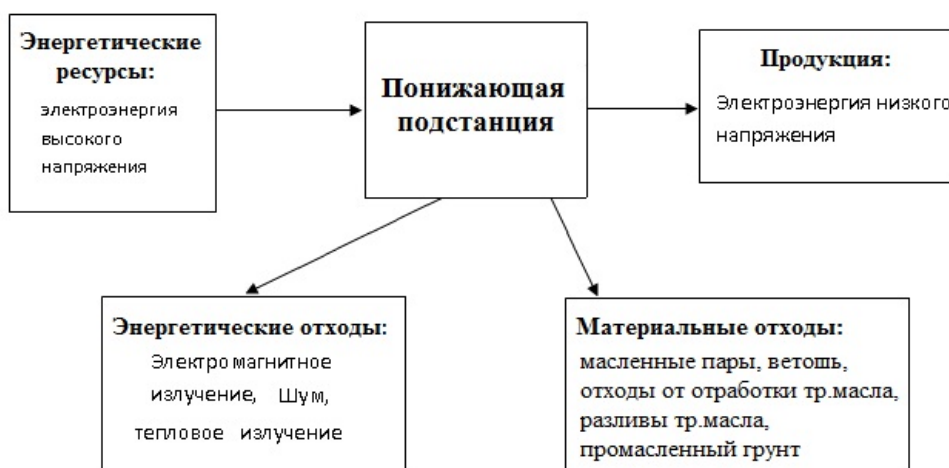 Энергетические
ресурсы:
электроэнергия
высокого
напряжения
Понижающая
подстанция
Продукция:
Электроэнергия низкого
напряжения
Энергетические отходы:
Электромагнитное
излучение, Шум,
тепловое излучение
Материальные отходы:
масленные пары, ветошь,
отходы от отработки тр.масла,
разливы тр.масла,
промасленный грунт